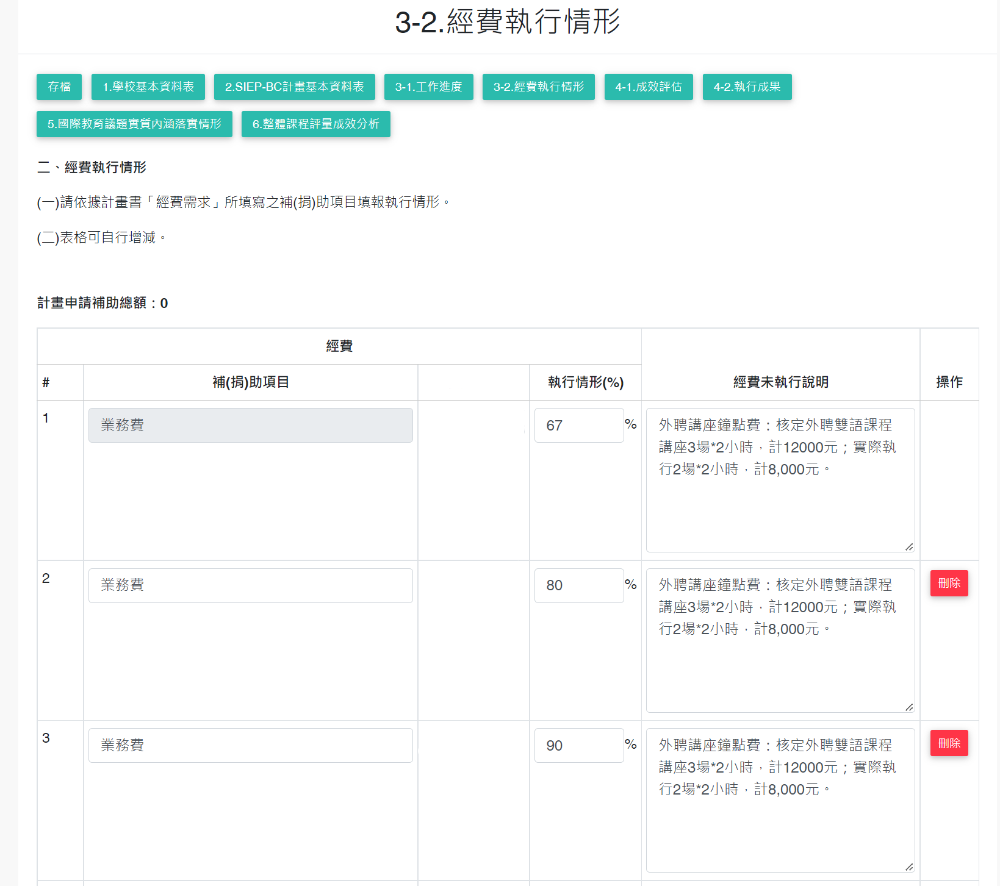 3-2.經費執行情形
存檔 1.學校基本資料表 2.SIEP-BC計畫基本資料表 3-1.工作進度 3-2.經費執行情形 4-1.成效評估 4-2.執行成果
5.國際教育議題實質內涵落實情形 6.整體課程評量成效分析
二、經費執行情形
(一)請依據計畫書「經費需求」所填寫之補(捐)助項目填報執行情形。
(二)表格可自行增減。
計畫申請補助總額：0
經費
# 補(捐)助項目 執行情形(%) 經費未執行說明 操作
1 業務費 67 % 外聘講座鐘點費：核定外聘雙語課程
講座3場*2小時，計12000元；實際執
行2場*2小時，計8,000元。
2 業務費 80 % 外聘講座鐘點費：核定外聘雙語課程 刪除
講座3場*2小時，計12000元；實際執
行2場*2小時，計8,000元。
3 業務費 90 % 外聘講座鐘點費：核定外聘雙語課程 刪除
講座3場*2小時，計12000元；實際執
行2場*2小時，計8,000元。